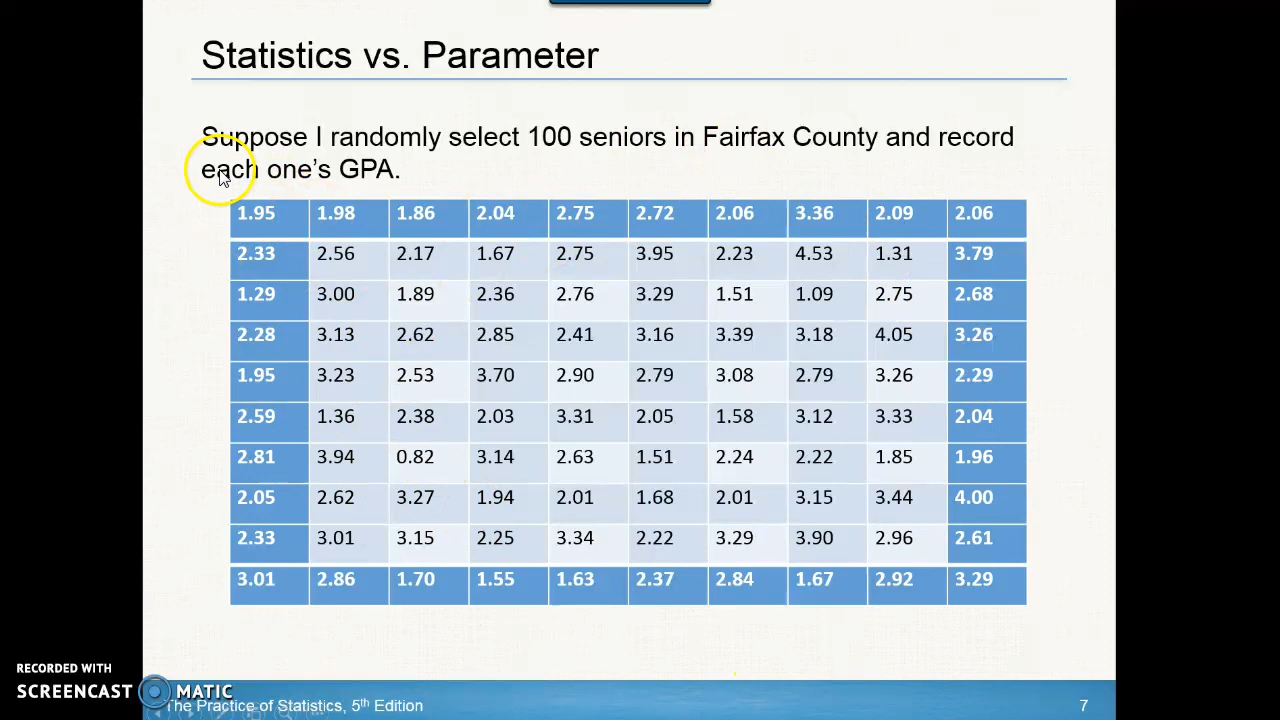 Statistics vs. Parameter
Suppose I randomly select 100 seniors in Fairfax County and record
each one's GPA.
1.95 1.98 1.86 2.04 2.75 2.72 2.06 3.36 2.09 2.06
2.33 2.56 2.17 1.67 2.75 3.95 2.23 4.53 1.31 3.79
1.29 3.00 1.89 2.36 2.76 3.29 1.51 1.09 2.75 2.68
2.28 3.13 2.62 2.85 2.41 3.16 3.39 3.18 4.05 3.26
1.95 3.23 2.53 3.70 2.90 2.79 3.08 2.79 3.26 2.29
2.59 1.36 2.38 2.03 3.31 2.05 1.58 3.12 3.33 2.04
2.81 3.94 0.82 3.14 2.63 1.51 2.24 2.22 1.85 1.96
2.05 2.62 3.27 1.94 2.01 1.68 2.01 3.15 3.44 4.00
2.33 3.01 3.15 2.25 3.34 2.22 3.29 3.90 2.96 2.61
3.01 2.86 1.70 1.55 1.63 2.37 2.84 1.67 2.92 3.29
RECORDED WITH
SCREENCAST MATIC
The Practice of Statistics, 5th Edition 7